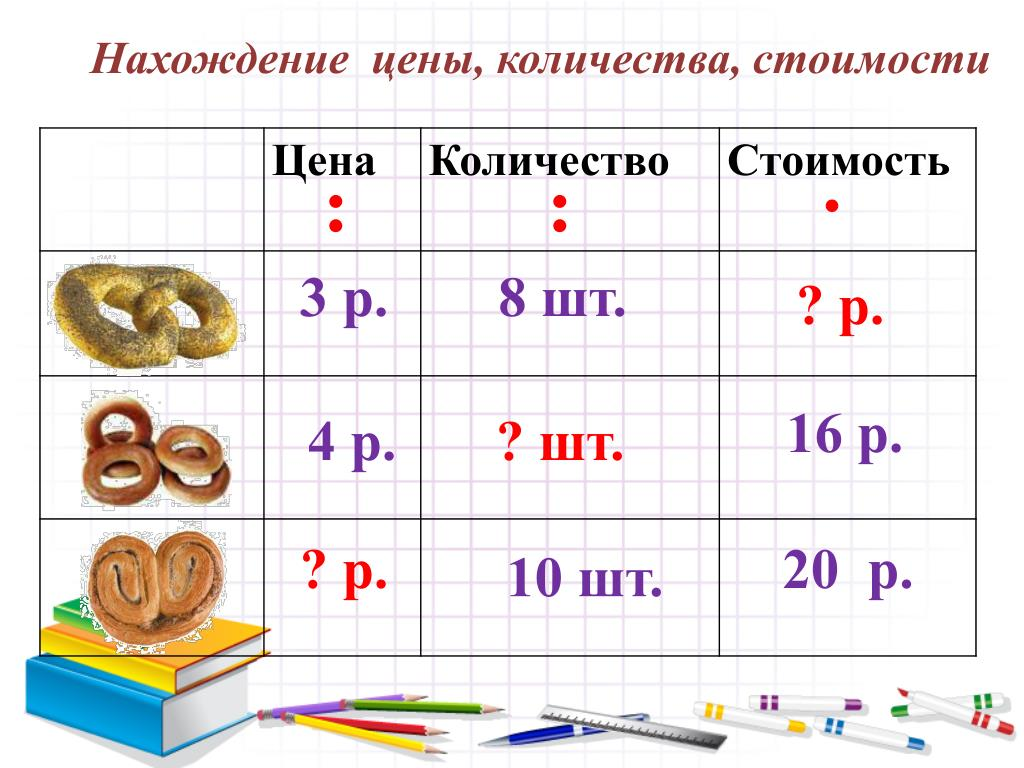 Нахождение цены, количества, стоимости
Цена Количество Стоимость
: : ·
3 р. 8 шт. ? р.
4 р. ? шт. 16 р.
? р. 10 шт. 20 р.